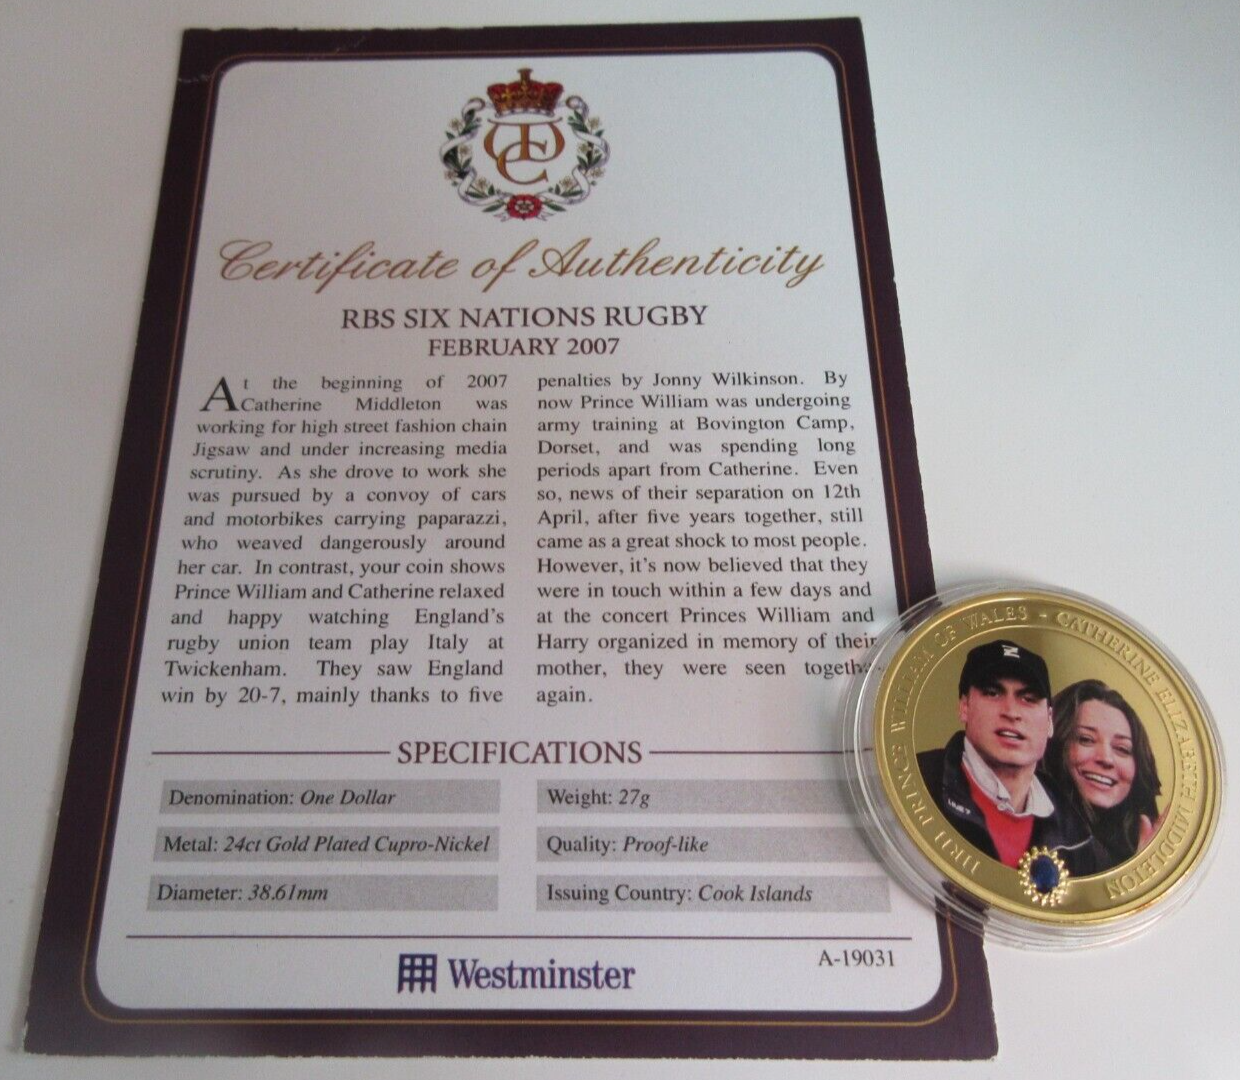 Certificate of Authenticity
RBS SIX NATIONS RUGBY
FEBRUARY 2007
At the beginning of 2007
Catherine Middleton was
working for high street fashion chain
Jigsaw and under increasing media
scrutiny. As she drove to work she
was pursued by a convoy of cars
and motorbikes carrying paparazzi,
who weaved dangerously around
her car. In contrast, your coin shows
Prince William and Catherine relaxed
and happy watching England's
rugby union team play Italy at
Twickenham. They saw England
win by 20-7, mainly thanks to five
penalties by Jonny Wilkinson. By
now Prince William was undergoing
army training at Bovington Camp,
Dorset, and was spending long
periods apart from Catherine. Even
so, news of their separation on 12th
April, after five years together, still
came as a great shock to most people.
However, it's now believed that they
were in touch within a few days and
at the concert Princes William and
Harry organized in memory of their
mother, they were seen together
again.
SPECIFICATIONS
Denomination: One Dollar
Metal: 24ct Gold Plated Cupro-Nickel
Diameter: 38.61mm
Weight: 27g
Quality: Proof-like
Issuing Country: Cook Islands
A-19031
Westminster
HRH PRINCE WILLIAM OF WALES - CATHERINE ELIZABETH MIDDLETON